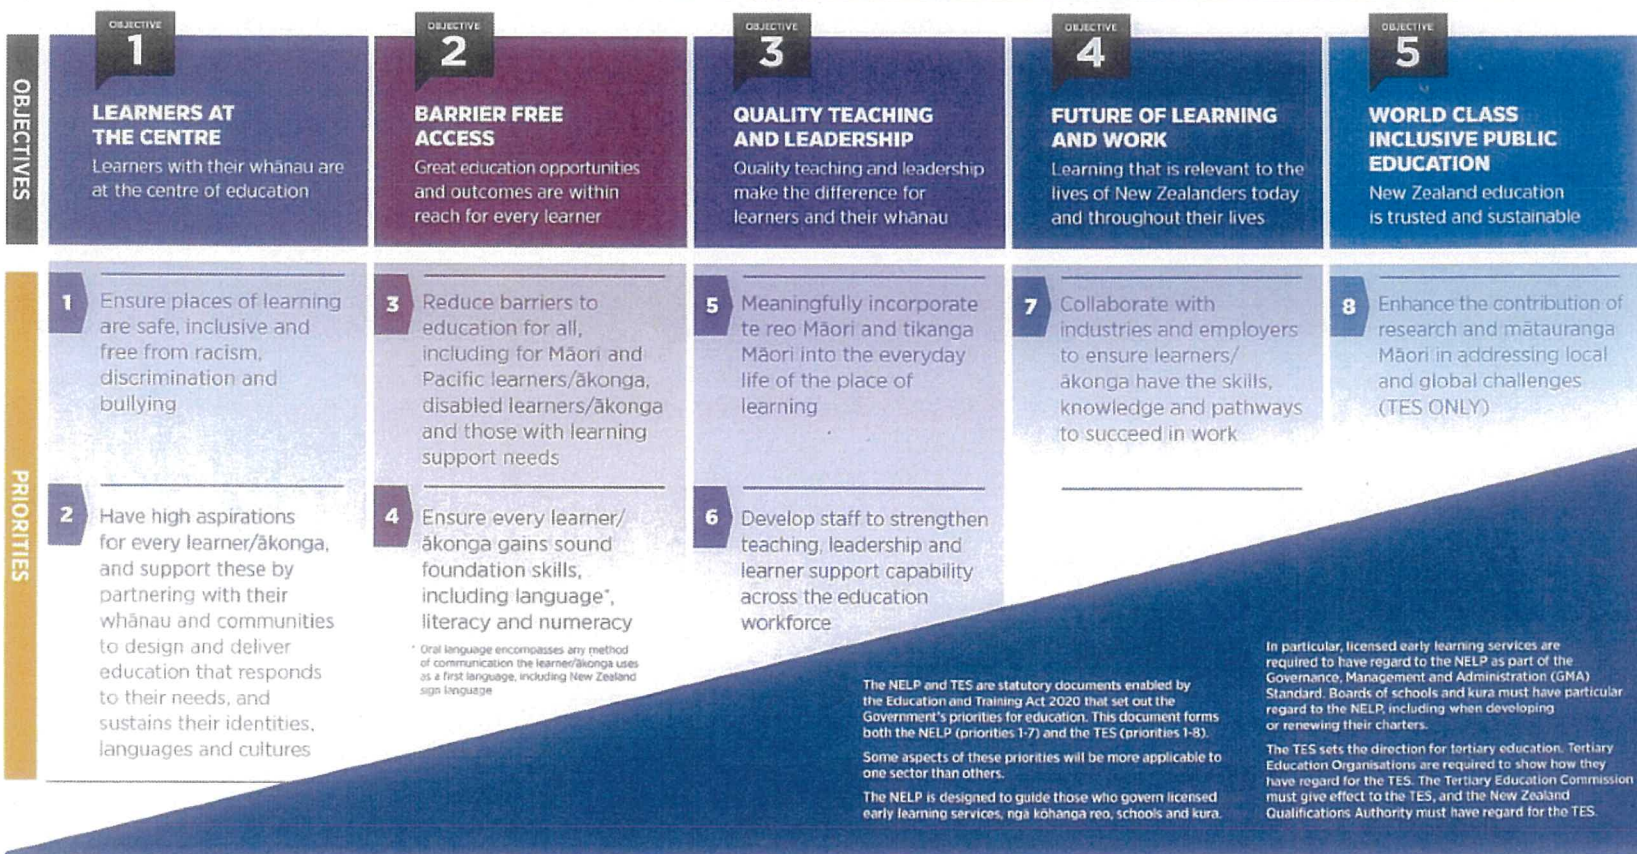 OBJECTIVES
OBJECTIVE
1
LEARNERS AT
THE CENTRE
Learners with their whānau are
at the centre of education
OBJECTIVE
2
BARRIER FREE
ACCESS
Great education opportunities
and outcomes are within
reach for every learner
OBJECTIVE
3
QUALITY TEACHING
AND LEADERSHIP
Quality teaching and leadership
make the difference for
learners and their whānau
OBJECTIVE
4
FUTURE OF LEARNING
AND WORK
Learning that is relevant to the
lives of New Zealanders today
and throughout their lives
OBJECTIVE
5
WORLD CLASS
INCLUSIVE PUBLIC
EDUCATION
New Zealand education
is trusted and sustainable
PRIORITIES
1
Ensure places of learning
are safe, inclusive and
free from racism,
discrimination and
bullying
2
Have high aspirations
for every learner/ākonga,
and support these by
partnering with their
whānau and communities
to design and deliver
education that responds
to their needs, and
sustains their identities,
languages and cultures
3
Reduce barriers to
education for all,
including for Māori and
Pacific learners/ākonga,
disabled learners/ākonga
and those with learning
support needs
4
Ensure every learner/
ākonga gains sound
foundation skills,
including language*,
literacy and numeracy
* Oral language encompasses any method
of communication the learner/ākonga uses
as a first language, including New Zealand
sign language
5
Meaningfully incorporate
te reo Māori and tikanga
Māori into the everyday
life of the place of
learning
6
Develop staff to strengthen
teaching, leadership and
learner support capability
across the education
workforce
7
Collaborate with
industries and employers
to ensure learners/
ākonga have the skills,
knowledge and pathways
to succeed in work
8
Enhance the contribution of
research and mātauranga
Māori in addressing local
and global challenges
(TES ONLY)
The NELP and TES are statutory documents enabled by
the Education and Training Act 2020 that set out the
Government's priorities for education. This document forms
both the NELP (priorities 1-7) and the TES (priorities 1-8).
Some aspects of these priorities will be more applicable to
one sector than others.
The NELP is designed to guide those who govern licensed
early learning services, ngā kōhanga reo, schools and kura.
In particular, licensed early learning services are
required to have regard to the NELP as part of the
Governance, Management and Administration (GMA)
Standard. Boards of schools and kura must have particular
regard to the NELP, including when developing
or renewing their charters.
The TES sets the direction for tertiary education. Tertiary
Education Organisations are required to show how they
have regard for the TES. The Tertiary Education Commission
must give effect to the TES, and the New Zealand
Qualifications Authority must have regard for the TES.